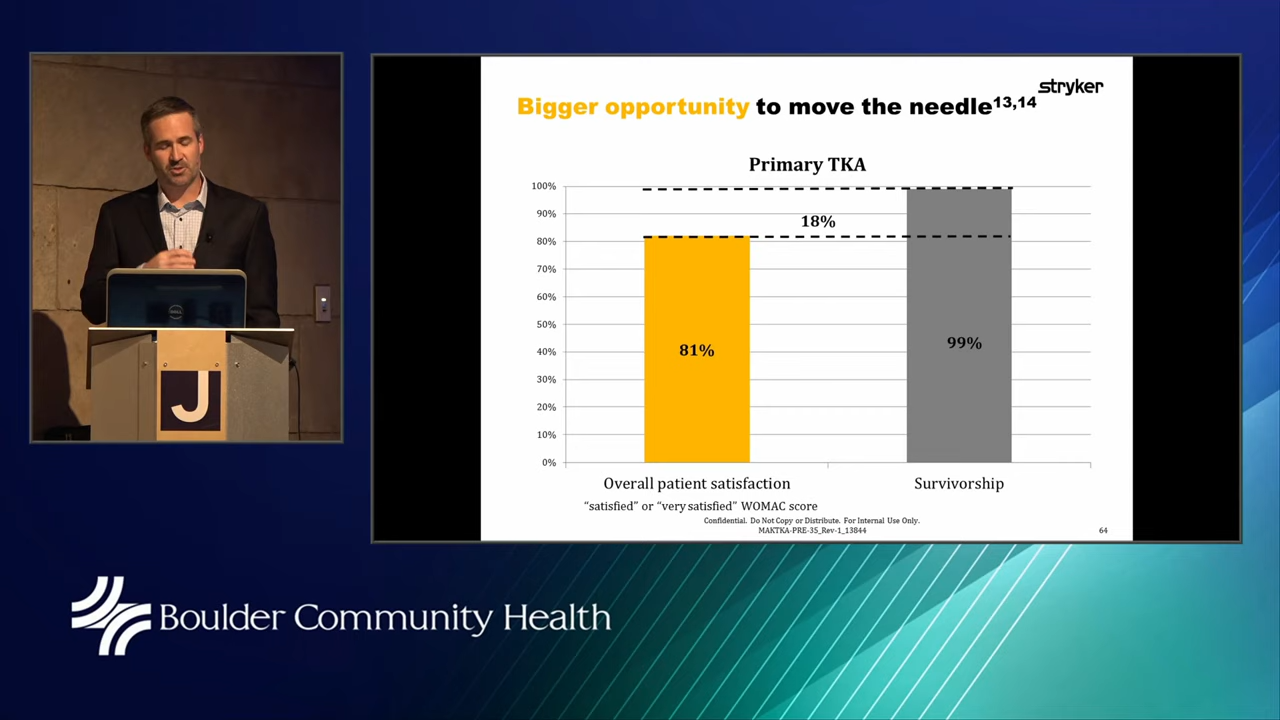 stryker
Bigger opportunity to move the needle13,14
Primary TKA
100%
90%
80%
70%
60%
50%
40%
30%
20%
10%
0%
18%
81%
99%
Overall patient satisfaction
Survivorship
“satisfied” or “very satisfied” WOMAC score
Confidential. Do Not Copy or Distribute. For Internal Use Only.
MAKTKA-PRE-35_Rev-1_13844
64
DELL
J
Boulder Community Health